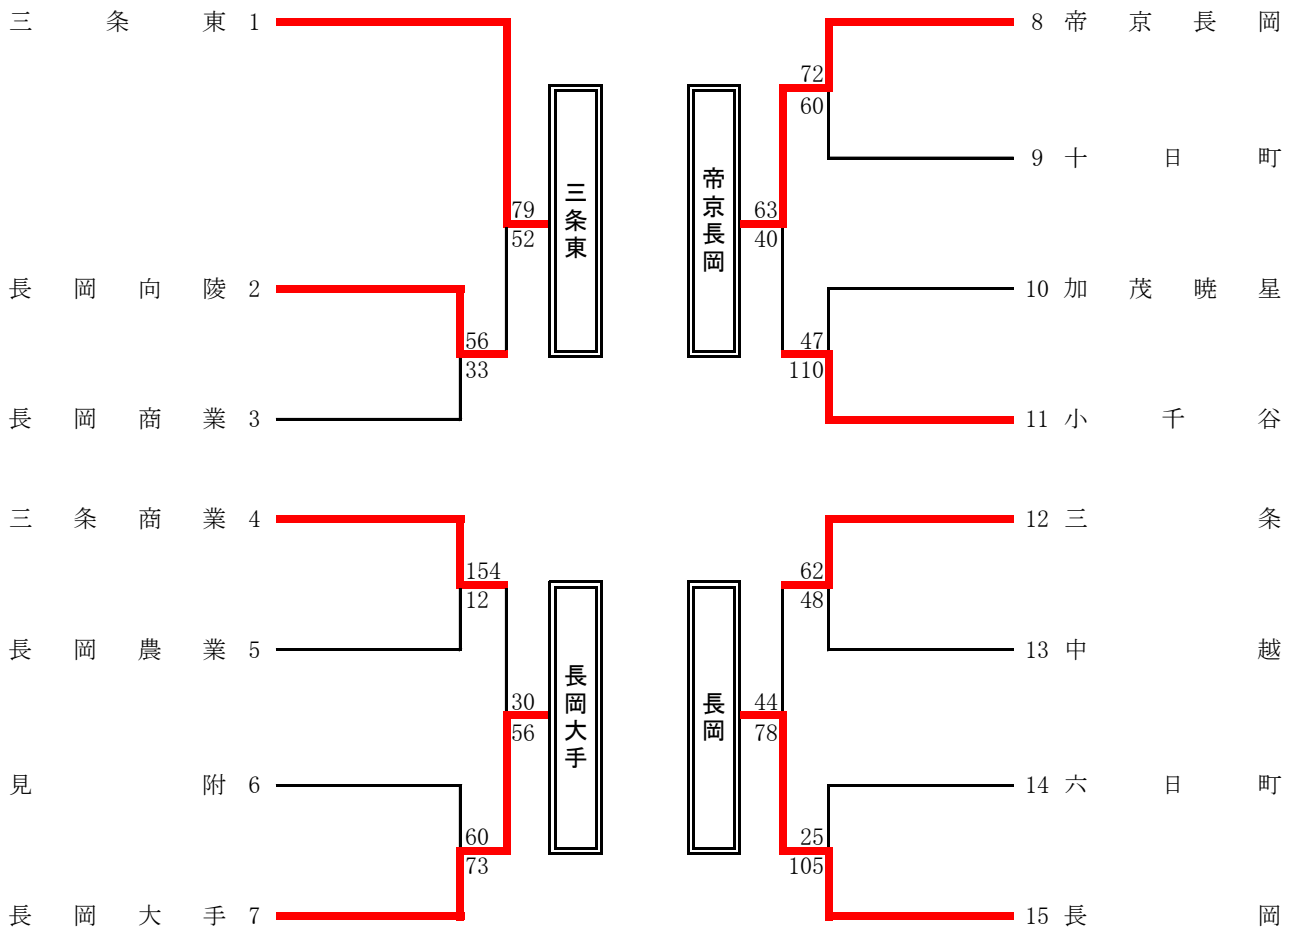 三条東 1
長岡向陵 2
長岡商業 3
79
52
56
33
三条東
三条商業 4
長岡農業 5
見附 6
長岡大手 7
154
12
30
56
60
73
長岡大手
8 帝京長岡
9 十日町
10 加茂暁星
11 小千谷
72
60
63
40
47
110
帝京長岡
12 三条
13 中越
14 六日町
15 長岡
62
48
44
78
25
105
長岡